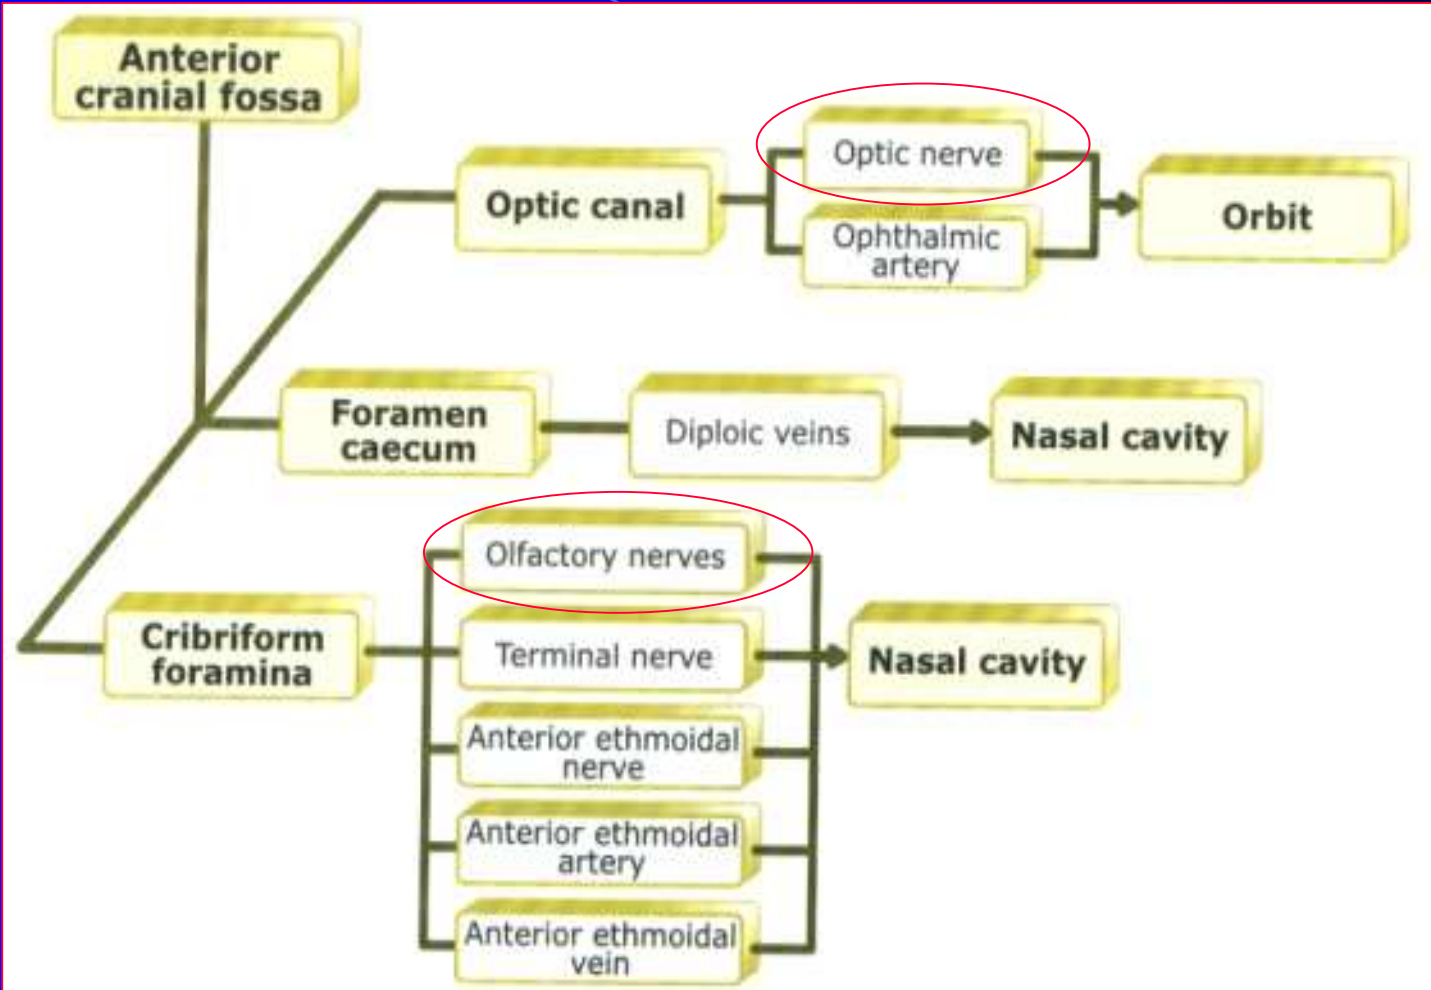 Anterior
cranial fossa
Optic canal
Optic nerve
Ophthalmic
artery
Orbit
Foramen
caecum
Diploic veins
Nasal cavity
Cribriform
foramina
Olfactory nerves
Terminal nerve
Anterior ethmoidal
nerve
Anterior ethmoidal
artery
Anterior ethmoidal
vein
Nasal cavity